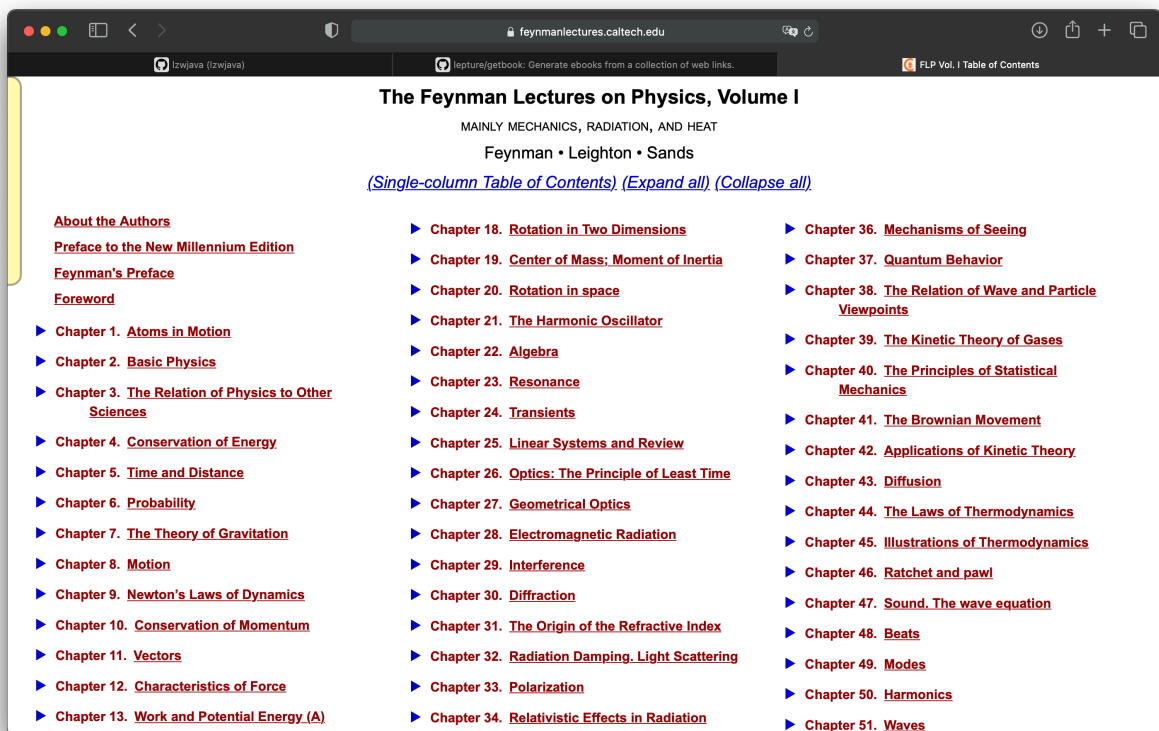 feynmanlectures.caltech.edu
lzwjava (lzwjava)
lepture/getbook: Generate ebooks from a collection of web links.
FLP Vol. I Table of Contents
The Feynman Lectures on Physics, Volume I
MAINLY MECHANICS, RADIATION, AND HEAT
Feynman • Leighton • Sands
(Single-column Table of Contents) (Expand all) (Collapse all)
About the Authors
Preface to the New Millennium Edition
Feynman's Preface
Foreword
Chapter 1. Atoms in Motion
Chapter 2. Basic Physics
Chapter 3. The Relation of Physics to Other
Sciences
Chapter 4. Conservation of Energy
Chapter 5. Time and Distance
Chapter 6. Probability
Chapter 7. The Theory of Gravitation
Chapter 8. Motion
Chapter 9. Newton's Laws of Dynamics
Chapter 10. Conservation of Momentum
Chapter 11. Vectors
Chapter 12. Characteristics of Force
Chapter 13. Work and Potential Energy (A)
Chapter 18. Rotation in Two Dimensions
Chapter 19. Center of Mass; Moment of Inertia
Chapter 20. Rotation in space
Chapter 21. The Harmonic Oscillator
Chapter 22. Algebra
Chapter 23. Resonance
Chapter 24. Transients
Chapter 25. Linear Systems and Review
Chapter 26. Optics: The Principle of Least Time
Chapter 27. Geometrical Optics
Chapter 28. Electromagnetic Radiation
Chapter 29. Interference
Chapter 30. Diffraction
Chapter 31. The Origin of the Refractive Index
Chapter 32. Radiation Damping. Light Scattering
Chapter 33. Polarization
Chapter 34. Relativistic Effects in Radiation
Chapter 36. Mechanisms of Seeing
Chapter 37. Quantum Behavior
Chapter 38. The Relation of Wave and Particle
Viewpoints
Chapter 39. The Kinetic Theory of Gases
Chapter 40. The Principles of Statistical
Mechanics
Chapter 41. The Brownian Movement
Chapter 42. Applications of Kinetic Theory
Chapter 43. Diffusion
Chapter 44. The Laws of Thermodynamics
Chapter 45. Illustrations of Thermodynamics
Chapter 46. Ratchet and pawl
Chapter 47. Sound. The wave equation
Chapter 48. Beats
Chapter 49. Modes
Chapter 50. Harmonics
Chapter 51. Waves